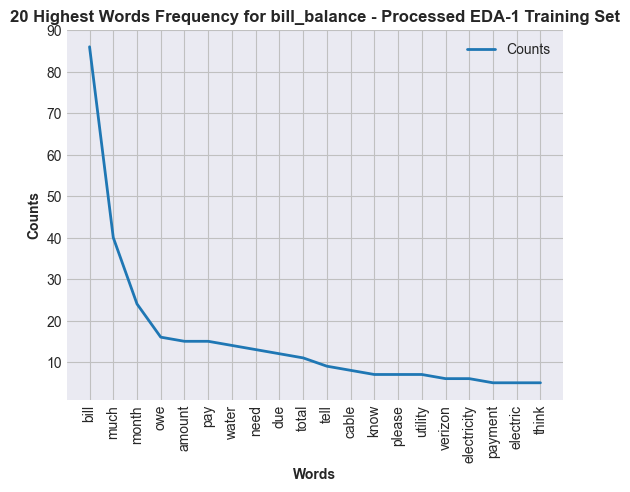 20 Highest Words Frequency for bill_balance - Processed EDA-1 Training Set
Counts
90
80
70
60
50
40
30
20
10
Counts
bill
much
month
owe
amount
pay
water
need
due
total
tell
cable
know
please
utility
verizon
electricity
payment
electric
think
Words